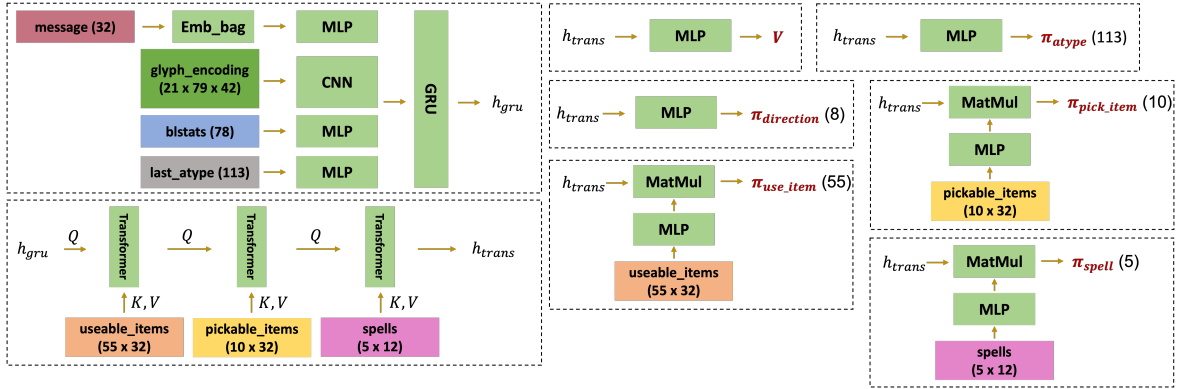 message (32)
Emb_bag
MLP
glyph_encoding
(21 x 79 x 42)
CNN
GRU
h_gru
blstats (78)
MLP
last_atype (113)
MLP
h_gru
Q
Transformer
Q
Transformer
Q
Transformer
h_trans
K, V
K, V
K, V
useable_items
(55 x 32)
pickable_items
(10 x 32)
spells
(5 x 12)
h_trans
MLP
V
h_trans
MLP
π_atype (113)
h_trans
MLP
π_direction (8)
h_trans
MatMul
π_pick_item (10)
MLP
pickable_items
(10 x 32)
h_trans
MatMul
π_use_item (55)
MLP
useable_items
(55 x 32)
h_trans
MatMul
π_spell (5)
MLP
spells
(5 x 12)